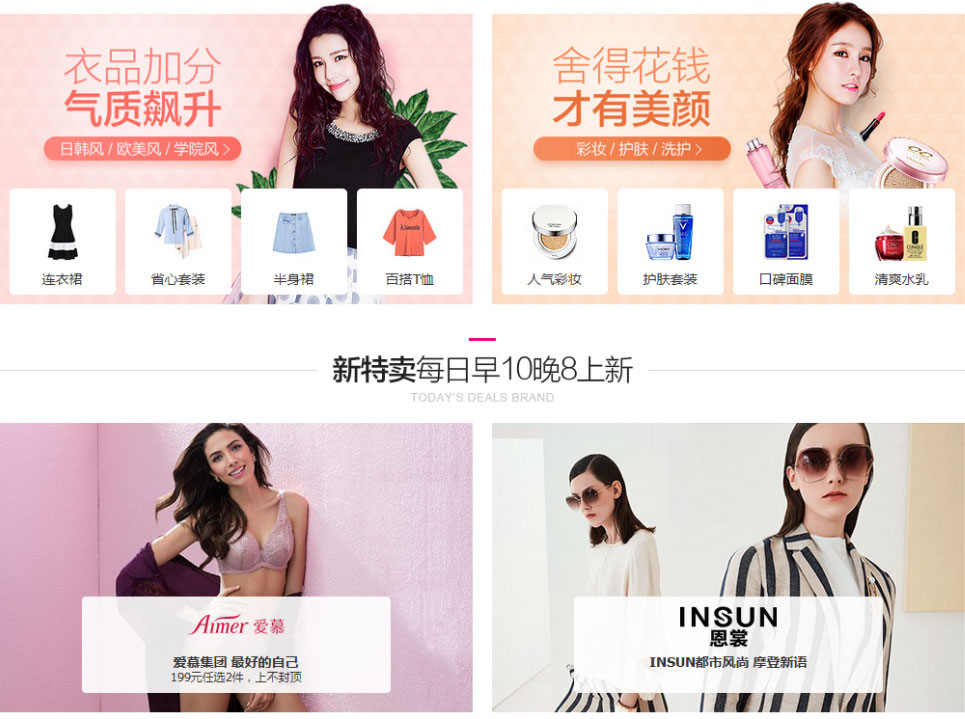 衣品加分
气质飙升
日韩风 / 欧美风 / 学院风 >
连衣裙
省心套装
半身裙
百搭T恤
舍得花钱
才有美颜
彩妆 / 护肤 / 洗护 >
人气彩妆
护肤套装
口碑面膜
清爽水乳
新特卖每日早10晚8上新
TODAY'S DEALS BRAND
Aimer 爱慕
爱慕集团 最好的自己
199元任选2件，上不封顶
INSUN
恩裳
INSUN都市风尚 摩登新语